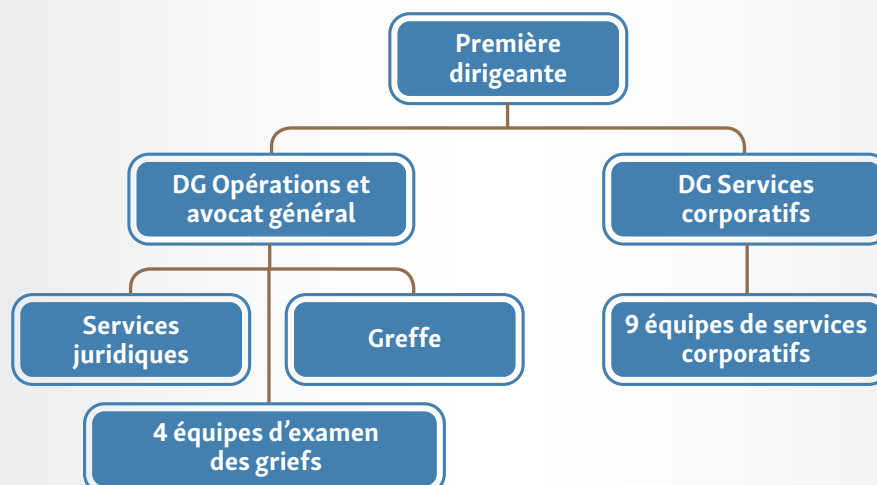 Première
dirigeante
DG Opérations et
avocat général
DG Services
corporatifs
Services
juridiques
Greffe
9 équipes de services
corporatifs
4 équipes d’examen
des griefs